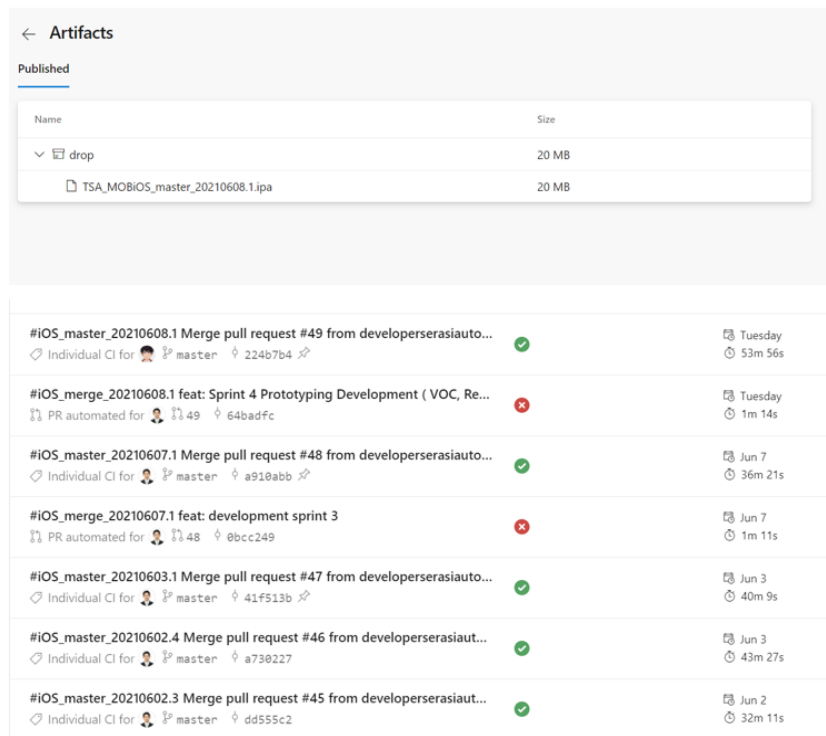 Artifacts
Published
Name Size
drop 20 MB
TSA_MOBiOS_master_20210608.1.ipa 20 MB
#iOS_master_20210608.1 Merge pull request #49 from developerserasiauto... Tuesday
Individual CI for master 224b7b4 53m 56s
#iOS_merge_20210608.1 feat: Sprint 4 Prototyping Development ( VOC, Re... Tuesday
PR automated for 49 64badfc 1m 14s
#iOS_master_20210607.1 Merge pull request #48 from developerserasiauto... Jun 7
Individual CI for master a910abb 36m 21s
#iOS_merge_20210607.1 feat: development sprint 3 Jun 7
PR automated for 48 0bcc249 1m 11s
#iOS_master_20210603.1 Merge pull request #47 from developerserasiauto... Jun 3
Individual CI for master 41f513b 40m 9s
#iOS_master_20210602.4 Merge pull request #46 from developerserasiaut... Jun 3
Individual CI for master a730227 43m 27s
#iOS_master_20210602.3 Merge pull request #45 from developerserasiaut... Jun 2
Individual CI for master dd555c2 32m 11s